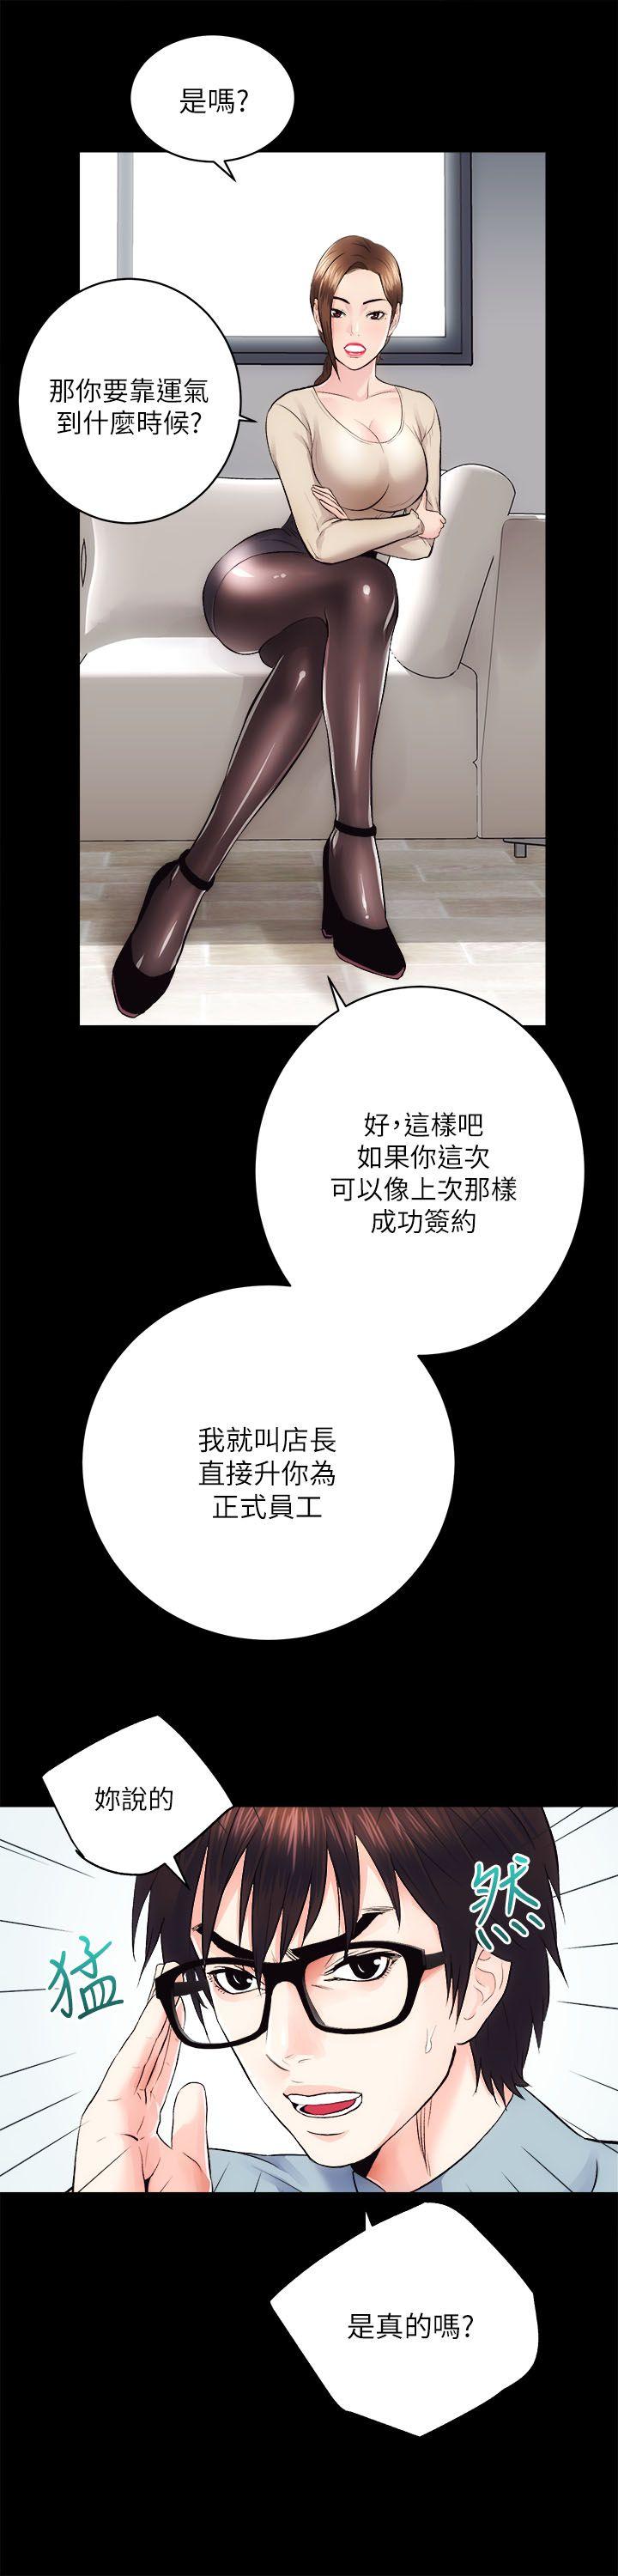 是嗎?
那你要靠運氣
到什麼時候?
好,這樣吧
如果你這次
可以像上次那樣
成功簽約
我就叫店長
直接升你為
正式員工
妳說的
猛
然
是真的嗎?